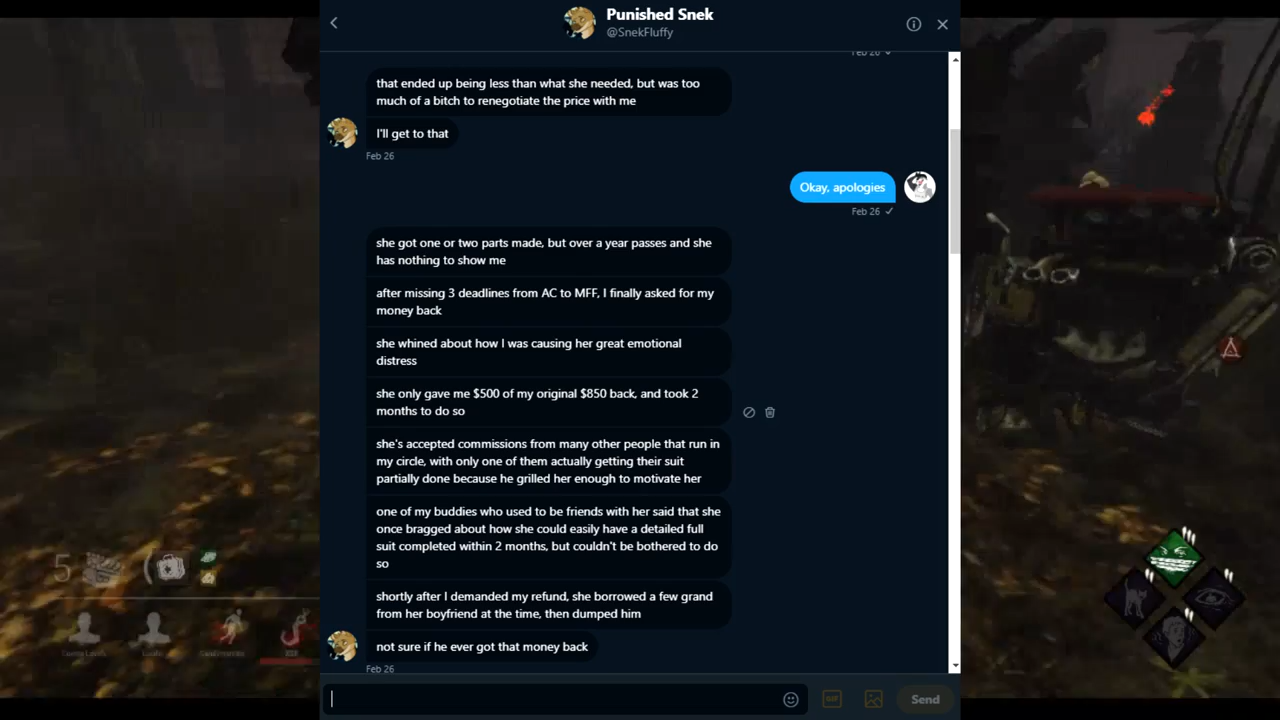 Punished Snek
@SnekFluffy
Feb 26 ✓
that ended up being less than what she needed, but was too
much of a bitch to renegotiate the price with me
I'll get to that
Feb 26
Okay, apologies
Feb 26 ✓
she got one or two parts made, but over a year passes and she
has nothing to show me
after missing 3 deadlines from AC to MFF, I finally asked for my
money back
she whined about how I was causing her great emotional
distress
she only gave me $500 of my original $850 back, and took 2
months to do so
she's accepted commissions from many other people that run in
my circle, with only one of them actually getting their suit
partially done because he grilled her enough to motivate her
one of my buddies who used to be friends with her said that she
once bragged about how she could easily have a detailed full
suit completed within 2 months, but couldn't be bothered to do
so
shortly after I demanded my refund, she borrowed a few grand
from her boyfriend at the time, then dumped him
not sure if he ever got that money back
Feb 26
GIF
Send
5